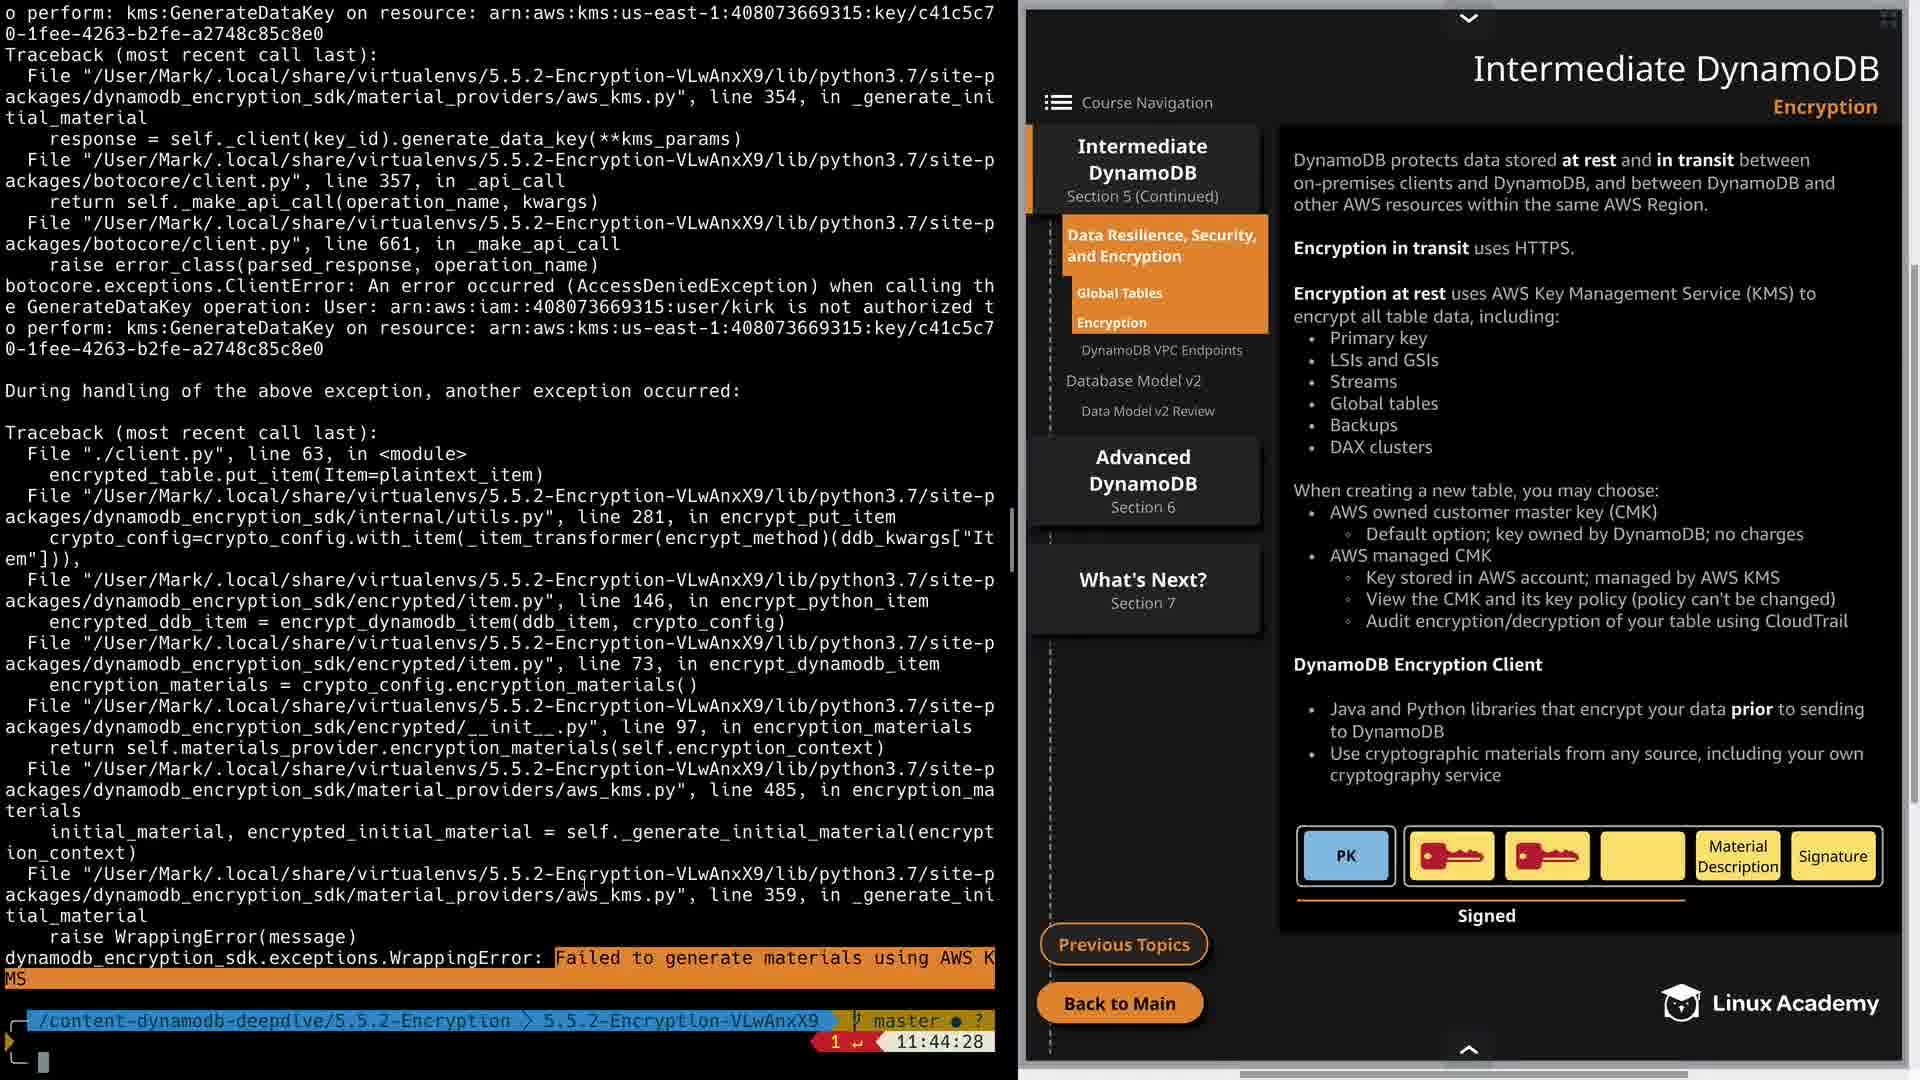 o perform: kms:GenerateDataKey on resource: arn:aws:kms:us-east-1:408073669315:key/c41c5c7
0-1fee-4263-b2fe-a2748c85c8e0
Traceback (most recent call last):
  File "/User/Mark/.local/share/virtualenvs/5.5.2-Encryption-VLwAnxX9/lib/python3.7/site-p
ackages/dynamodb_encryption_sdk/material_providers/aws_kms.py", line 354, in _generate_ini
tial_material
    response = self._client(key_id).generate_data_key(**kms_params)
  File "/User/Mark/.local/share/virtualenvs/5.5.2-Encryption-VLwAnxX9/lib/python3.7/site-p
ackages/botocore/client.py", line 357, in _api_call
    return self._make_api_call(operation_name, kwargs)
  File "/User/Mark/.local/share/virtualenvs/5.5.2-Encryption-VLwAnxX9/lib/python3.7/site-p
ackages/botocore/client.py", line 661, in _make_api_call
    raise error_class(parsed_response, operation_name)
botocore.exceptions.ClientError: An error occurred (AccessDeniedException) when calling th
e GenerateDataKey operation: User: arn:aws:iam::408073669315:user/kirk is not authorized t
o perform: kms:GenerateDataKey on resource: arn:aws:kms:us-east-1:408073669315:key/c41c5c7
0-1fee-4263-b2fe-a2748c85c8e0

During handling of the above exception, another exception occurred:

Traceback (most recent call last):
  File "./client.py", line 63, in <module>
    encrypted_table.put_item(Item=plaintext_item)
  File "/User/Mark/.local/share/virtualenvs/5.5.2-Encryption-VLwAnxX9/lib/python3.7/site-p
ackages/dynamodb_encryption_sdk/internal/utils.py", line 281, in encrypt_put_item
    crypto_config=crypto_config.with_item(_item_transformer(encrypt_method)(ddb_kwargs["It
em"])),
  File "/User/Mark/.local/share/virtualenvs/5.5.2-Encryption-VLwAnxX9/lib/python3.7/site-p
ackages/dynamodb_encryption_sdk/encrypted/item.py", line 146, in encrypt_python_item
    encrypted_ddb_item = encrypt_dynamodb_item(ddb_item, crypto_config)
  File "/User/Mark/.local/share/virtualenvs/5.5.2-Encryption-VLwAnxX9/lib/python3.7/site-p
ackages/dynamodb_encryption_sdk/encrypted/item.py", line 73, in encrypt_dynamodb_item
    encryption_materials = crypto_config.encryption_materials()
  File "/User/Mark/.local/share/virtualenvs/5.5.2-Encryption-VLwAnxX9/lib/python3.7/site-p
ackages/dynamodb_encryption_sdk/encrypted/__init__.py", line 97, in encryption_materials
    return self.materials_provider.encryption_materials(self.encryption_context)
  File "/User/Mark/.local/share/virtualenvs/5.5.2-Encryption-VLwAnxX9/lib/python3.7/site-p
ackages/dynamodb_encryption_sdk/material_providers/aws_kms.py", line 485, in encryption_ma
terials
    initial_material, encrypted_initial_material = self._generate_initial_material(encrypt
ion_context)
  File "/User/Mark/.local/share/virtualenvs/5.5.2-Encryption-VLwAnxX9/lib/python3.7/site-p
ackages/dynamodb_encryption_sdk/material_providers/aws_kms.py", line 359, in _generate_ini
tial_material
    raise WrappingError(message)
dynamodb_encryption_sdk.exceptions.WrappingError: Failed to generate materials using AWS K
MS
/content-dynamodb-deepdive/5.5.2-Encryption 5.5.2-Encryption-VLwAnxX9 master ● ?
1 ↵ 11:44:28
Intermediate DynamoDB
Encryption
Course Navigation
Intermediate
DynamoDB
Section 5 (Continued)
Data Resilience, Security,
and Encryption
Global Tables
Encryption
DynamoDB VPC Endpoints
Database Model v2
Data Model v2 Review
Advanced
DynamoDB
Section 6
What's Next?
Section 7
Previous Topics
Back to Main
DynamoDB protects data stored at rest and in transit between
on-premises clients and DynamoDB, and between DynamoDB and
other AWS resources within the same AWS Region.
Encryption in transit uses HTTPS.
Encryption at rest uses AWS Key Management Service (KMS) to
encrypt all table data, including:
• Primary key
• LSIs and GSIs
• Streams
• Global tables
• Backups
• DAX clusters
When creating a new table, you may choose:
• AWS owned customer master key (CMK)
◦ Default option; key owned by DynamoDB; no charges
• AWS managed CMK
◦ Key stored in AWS account; managed by AWS KMS
◦ View the CMK and its key policy (policy can't be changed)
◦ Audit encryption/decryption of your table using CloudTrail
DynamoDB Encryption Client
• Java and Python libraries that encrypt your data prior to sending
to DynamoDB
• Use cryptographic materials from any source, including your own
cryptography service
PK
Material
Description
Signature
Signed
Linux Academy